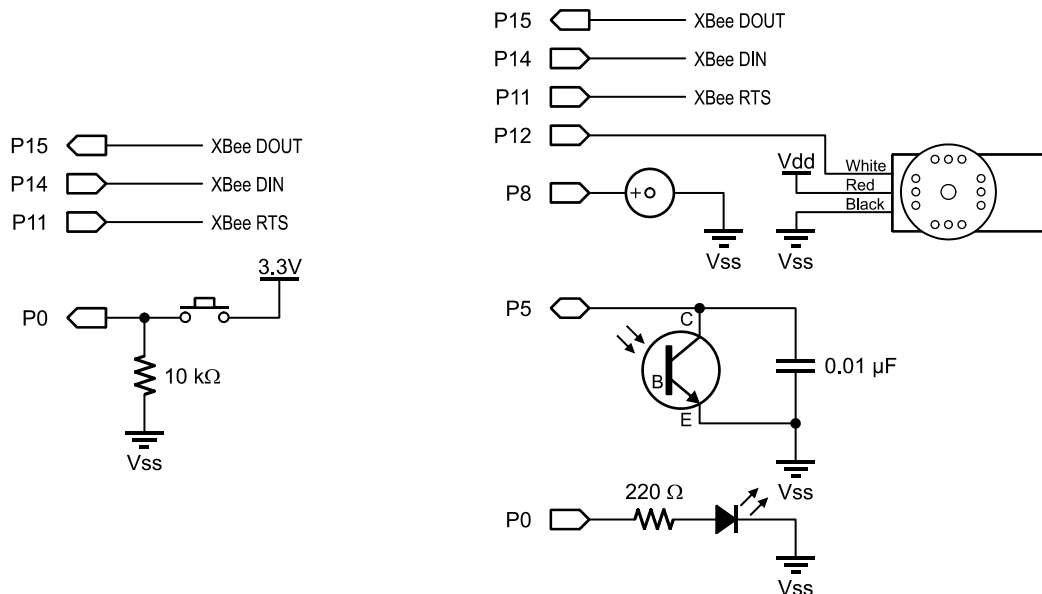 P15 XBee DOUT
P14 XBee DIN
P11 XBee RTS
3.3V
P0
10 kΩ
Vss
P15 XBee DOUT
P14 XBee DIN
P11 XBee RTS
P12
White
Vdd
Red
P8 +
Black
Vss Vss
P5
C
B
E
0.01 µF
Vss
220 Ω
P0
Vss